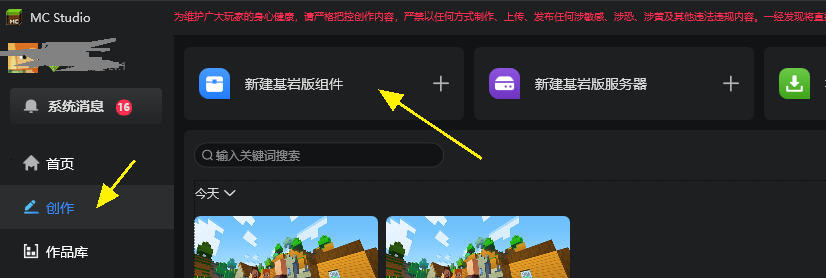 MC Studio
为维护广大玩家的身心健康，请严格把控创作内容，严禁以任何方式制作、上传、发布任何涉敏感、涉恐、涉黄及其他违法违规内容。一经发现将直
系统消息 16
首页
创作
作品库
新建基岩版组件
新建基岩版服务器
输入关键词搜索
今天